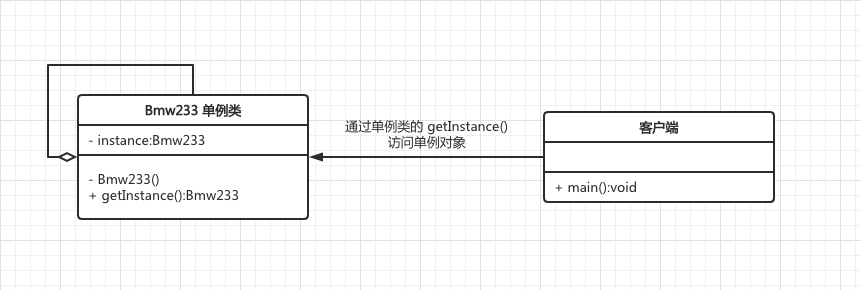 Bmw233 单例类
- instance:Bmw233
- Bmw233()
+ getInstance():Bmw233
通过单例类的 getInstance()
访问单例对象
客户端
+ main():void